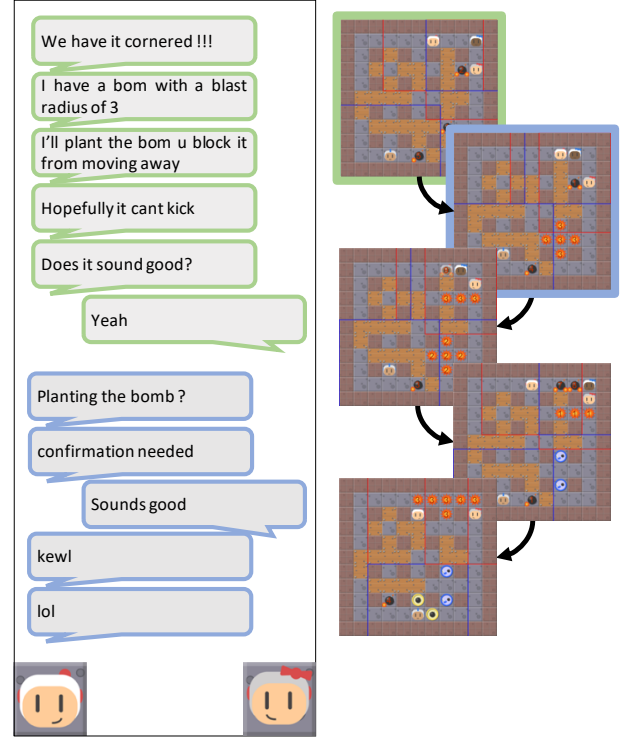 We have it cornered !!!
I have a bom with a blast
radius of 3
I'll plant the bom u block it
from moving away
Hopefully it cant kick
Does it sound good?
Yeah
Planting the bomb ?
confirmation needed
Sounds good
kewl
lol